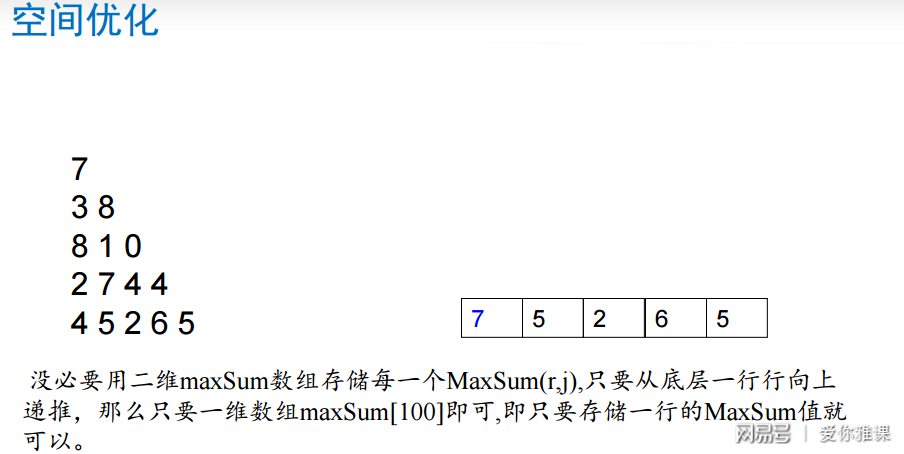 空间优化
7
3 8
8 1 0
2 7 4 4
4 5 2 6 5
7 5 2 6 5
没必要用二维maxSum数组存储每一个MaxSum(r,j),只要从底层一行行向上
递推，那么只要一维数组maxSum[100]即可,即只要存储一行的MaxSum值就
可以。
网易号 | 爱你雅课